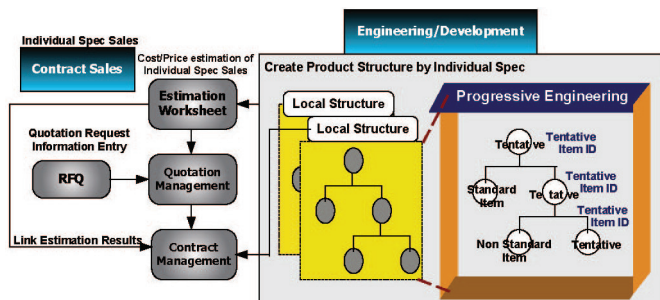 Individual Spec Sales
Contract Sales
Cost/Price estimation of
Individual Spec Sales
Estimation
Worksheet
Quotation Request
Information Entry
RFQ
Quotation
Management
Link Estimation Results
Contract
Management
Engineering/Development
Create Product Structure by Individual Spec
Local Structure
Local Structure
Progressive Engineering
Tentative
Tentative
Item ID
Standard
Item
Tentative
Tentative
Item ID
Tentative
Item ID
Non Standard
Item
Tentative